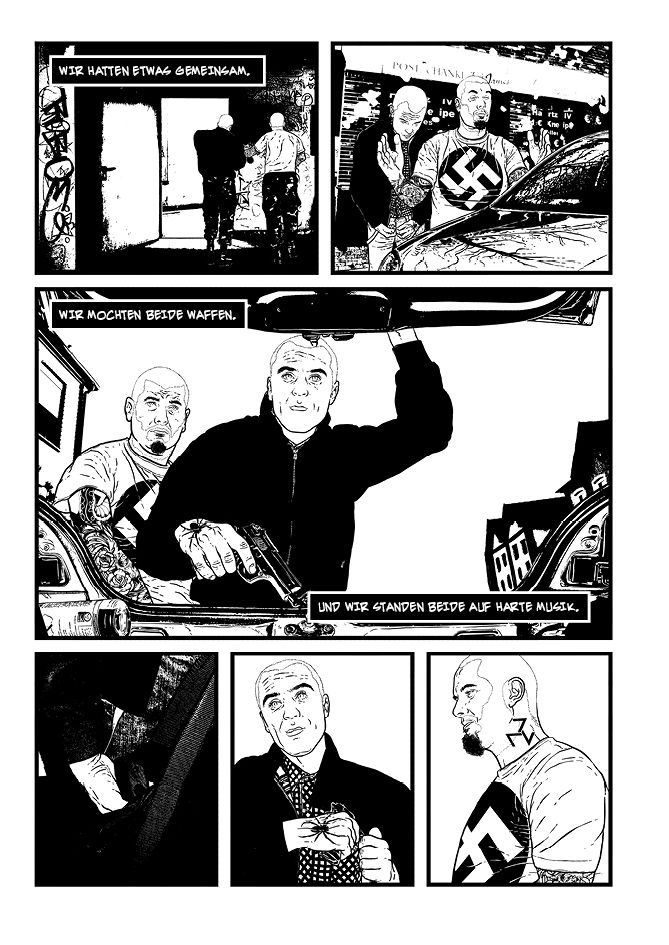 WIR HATTEN ETWAS GEMEINSAM.
WIR MOCHTEN BEIDE WAFFEN.
UND WIR STANDEN BEIDE AUF HARTE MUSIK.